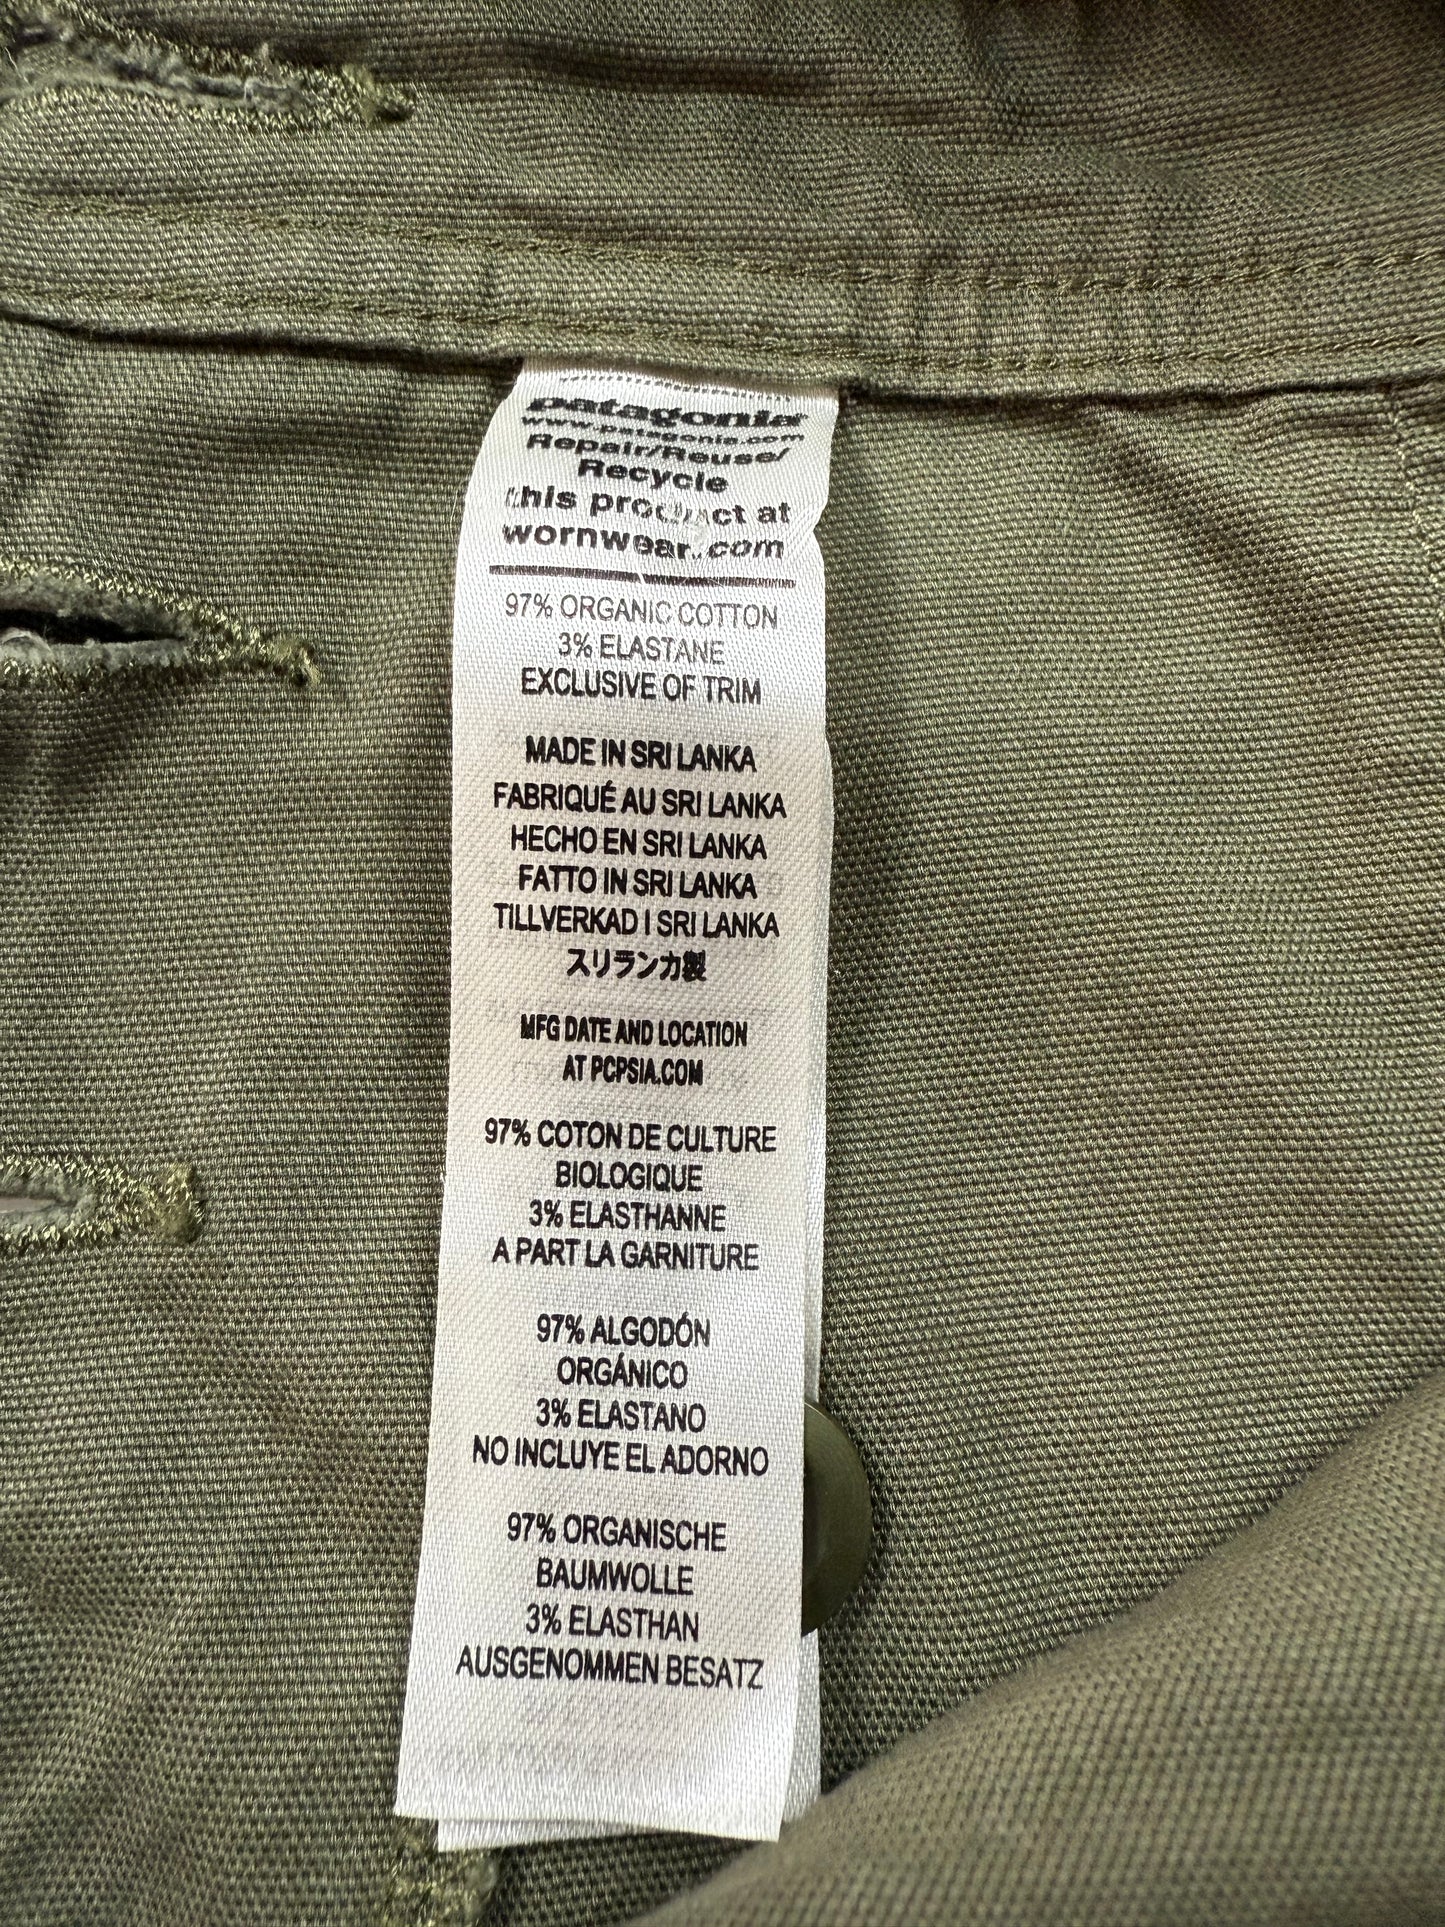 patagonia
www.patagonia.com
Repair/Reuse/
Recycle
this product at
wornwear.com
97% ORGANIC COTTON
3% ELASTANE
EXCLUSIVE OF TRIM
MADE IN SRI LANKA
FABRIQUÉ AU SRI LANKA
HECHO EN SRI LANKA
FATTO IN SRI LANKA
TILLVERKAD I SRI LANKA
スリランカ製
MFG DATE AND LOCATION
AT PCPSIA.COM
97% COTON DE CULTURE
BIOLOGIQUE
3% ELASTHANNE
A PART LA GARNITURE
97% ALGODÓN
ORGÁNICO
3% ELASTANO
NO INCLUYE EL ADORNO
97% ORGANISCHE
BAUMWOLLE
3% ELASTHAN
AUSGENOMMEN BESATZ